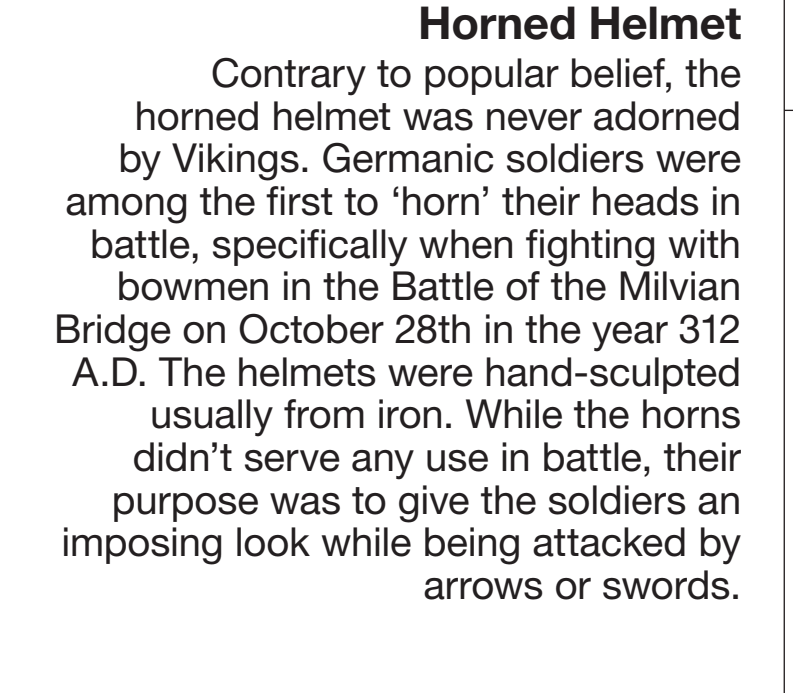 Horned Helmet
Contrary to popular belief, the
horned helmet was never adorned
by Vikings. Germanic soldiers were
among the first to ‘horn’ their heads in
battle, specifically when fighting with
bowmen in the Battle of the Milvian
Bridge on October 28th in the year 312
A.D. The helmets were hand-sculpted
usually from iron. While the horns
didn’t serve any use in battle, their
purpose was to give the soldiers an
imposing look while being attacked by
arrows or swords.